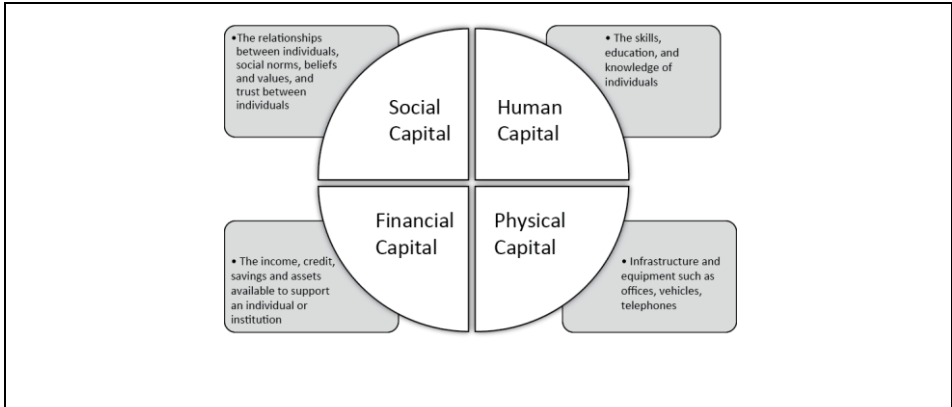 •The relationships
between individuals,
social norms, beliefs
and values, and
trust between
individuals
Social
Capital
Human
Capital
• The skills,
education, and
knowledge of
individuals
• The income, credit,
savings and assets
available to support
an individual or
institution
Financial
Capital
Physical
Capital
• Infrastructure and
equipment such as
offices, vehicles,
telephones